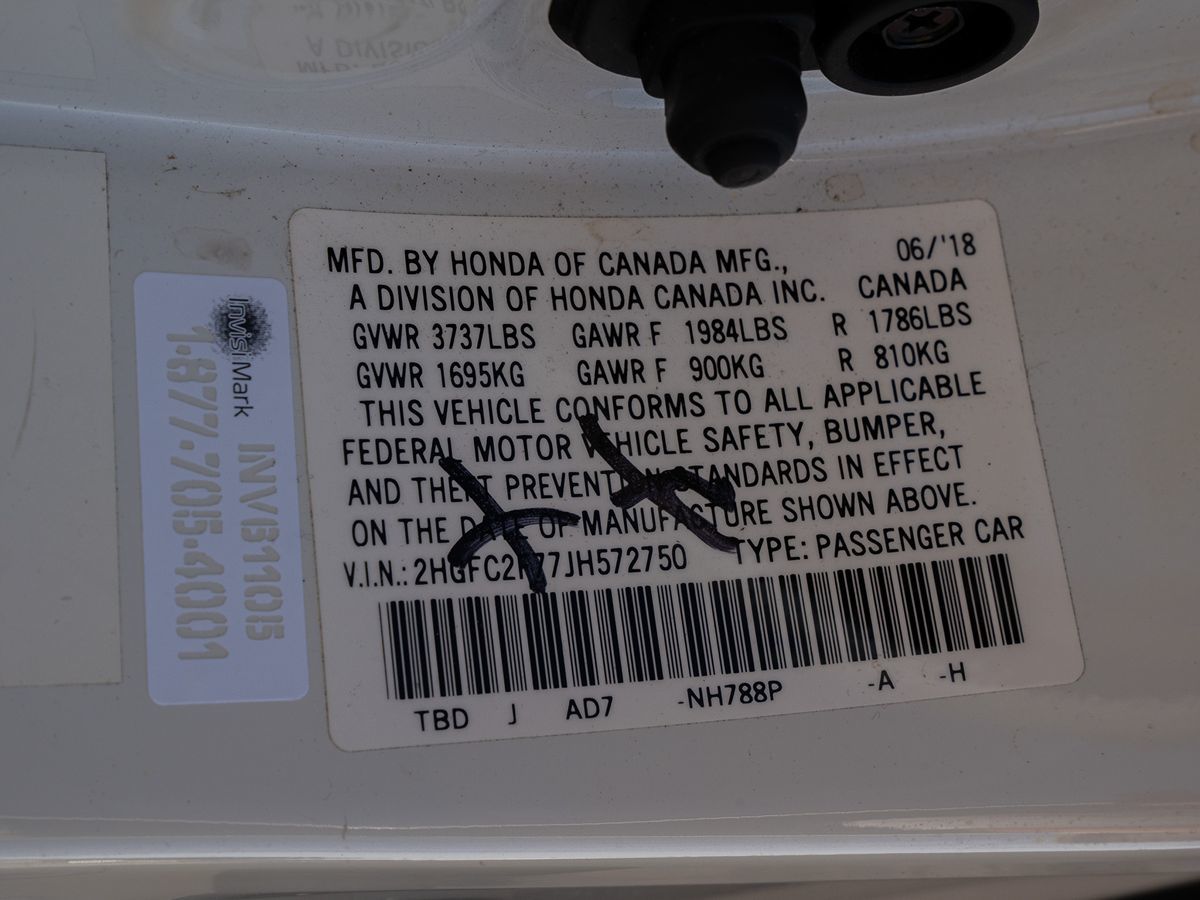 MFD. BY HONDA OF CANADA MFG., 06/'18
A DIVISION OF HONDA CANADA INC. CANADA
GVWR 3737LBS GAWR F 1984LBS R 1786LBS
GVWR 1695KG GAWR F 900KG R 810KG
THIS VEHICLE CONFORMS TO ALL APPLICABLE
FEDERAL MOTOR VEHICLE SAFETY, BUMPER,
AND THEFT PREVENTION STANDARDS IN EFFECT
ON THE DATE OF MANUFACTURE SHOWN ABOVE.
V.I.N.: TYPE: PASSENGER CAR
TBD J AD7 -NH788P -A -H
InvisiMark
INVB11015
1.877.705.4001